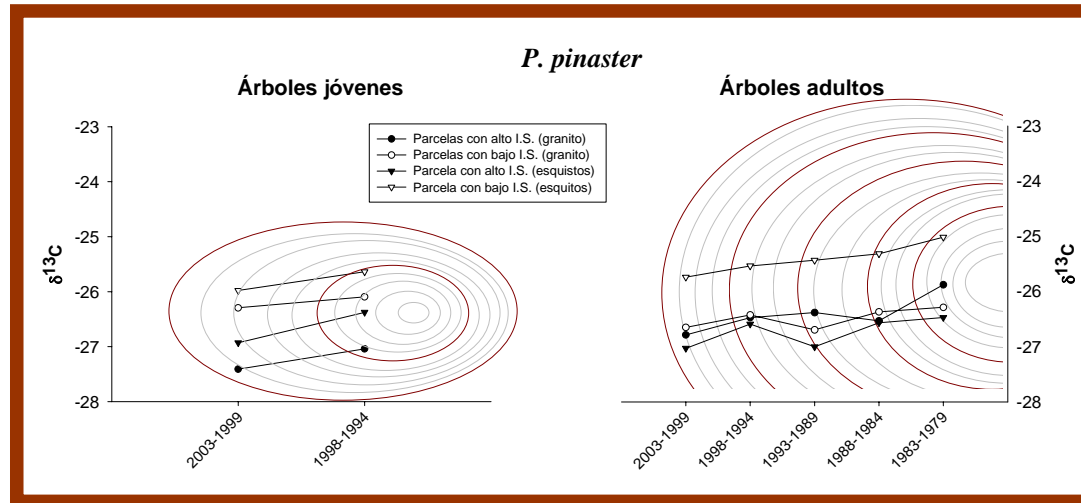 P. pinaster
Árboles jóvenes
Árboles adultos
Parcelas con alto I.S. (granito)
Parcelas con bajo I.S. (granito)
Parcela con alto I.S. (esquistos)
Parcela con bajo I.S. (esquitos)
δ13C
-23
-24
-25
-26
-27
-28
2003-1999
1998-1994
2003-1999
1998-1994
1993-1989
1988-1984
1983-1979
-23
-24
-25
-26
-27
-28
δ13C